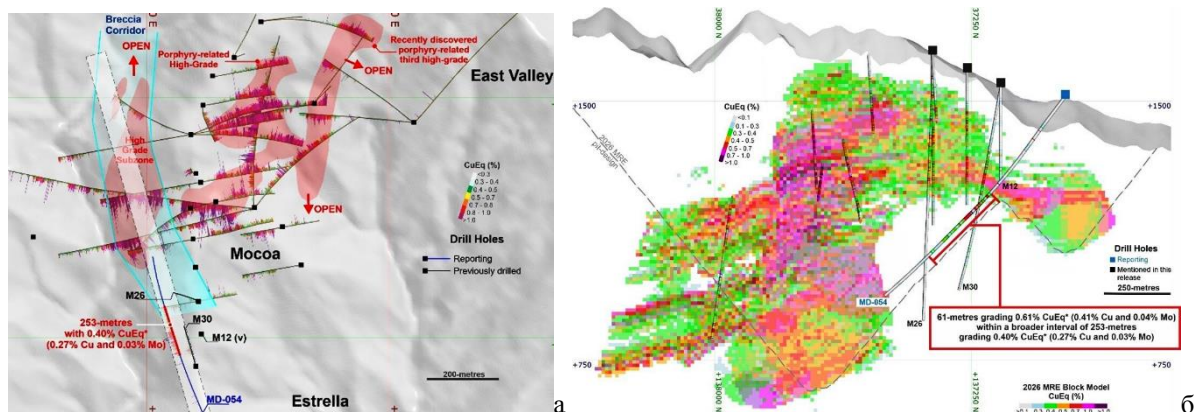 Breccia
Corridor
OPEN
Porphyry-related
High-Grade
Recently discovered
porphyry-related
third high-grade
OPEN
East Valley
High
Grade
Subzone
CuEq (%)
<0.3
0.3 - 0.4
0.4 - 0.5
0.5 - 0.7
0.7 - 0.8
0.8 - 1.0
>1.0
OPEN
Drill Holes
Reporting
Previously drilled
Mocoa
M26
M30
M12 (v)
253-metres
with 0.40% CuEq*
(0.27% Cu and 0.03% Mo)
200-metres
MD-054
Estrella
а
38000 N
37250 N
+1500
+1500
CuEq (%)
<0.1
0.1 - 0.3
0.3 - 0.4
0.4 - 0.5
0.5 - 0.7
0.7 - 1.0
>1.0
2026 MRE
pit-design
M12
Drill Holes
Reporting
Mentioned in this
release
250-metres
M30
MD-054
M26
61-metres grading 0.61% CuEq* (0.41% Cu and 0.04% Mo)
within a broader interval of 253-metres
grading 0.40% CuEq* (0.27% Cu and 0.03% Mo)
+750
+750
2026 MRE Block Model
CuEq (%)
б